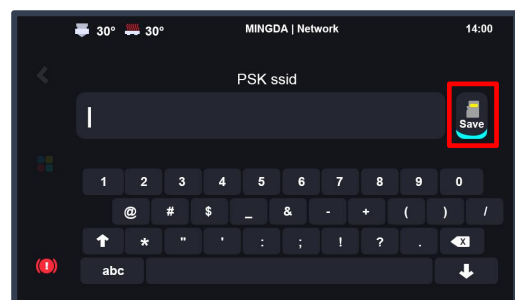 30° 30° MINGDA | Network 14:00
PSK ssid
Save
1 2 3 4 5 6 7 8 9 0
@ # $ _ & - + ( ) /
* " ' : ; ! ? .
abc